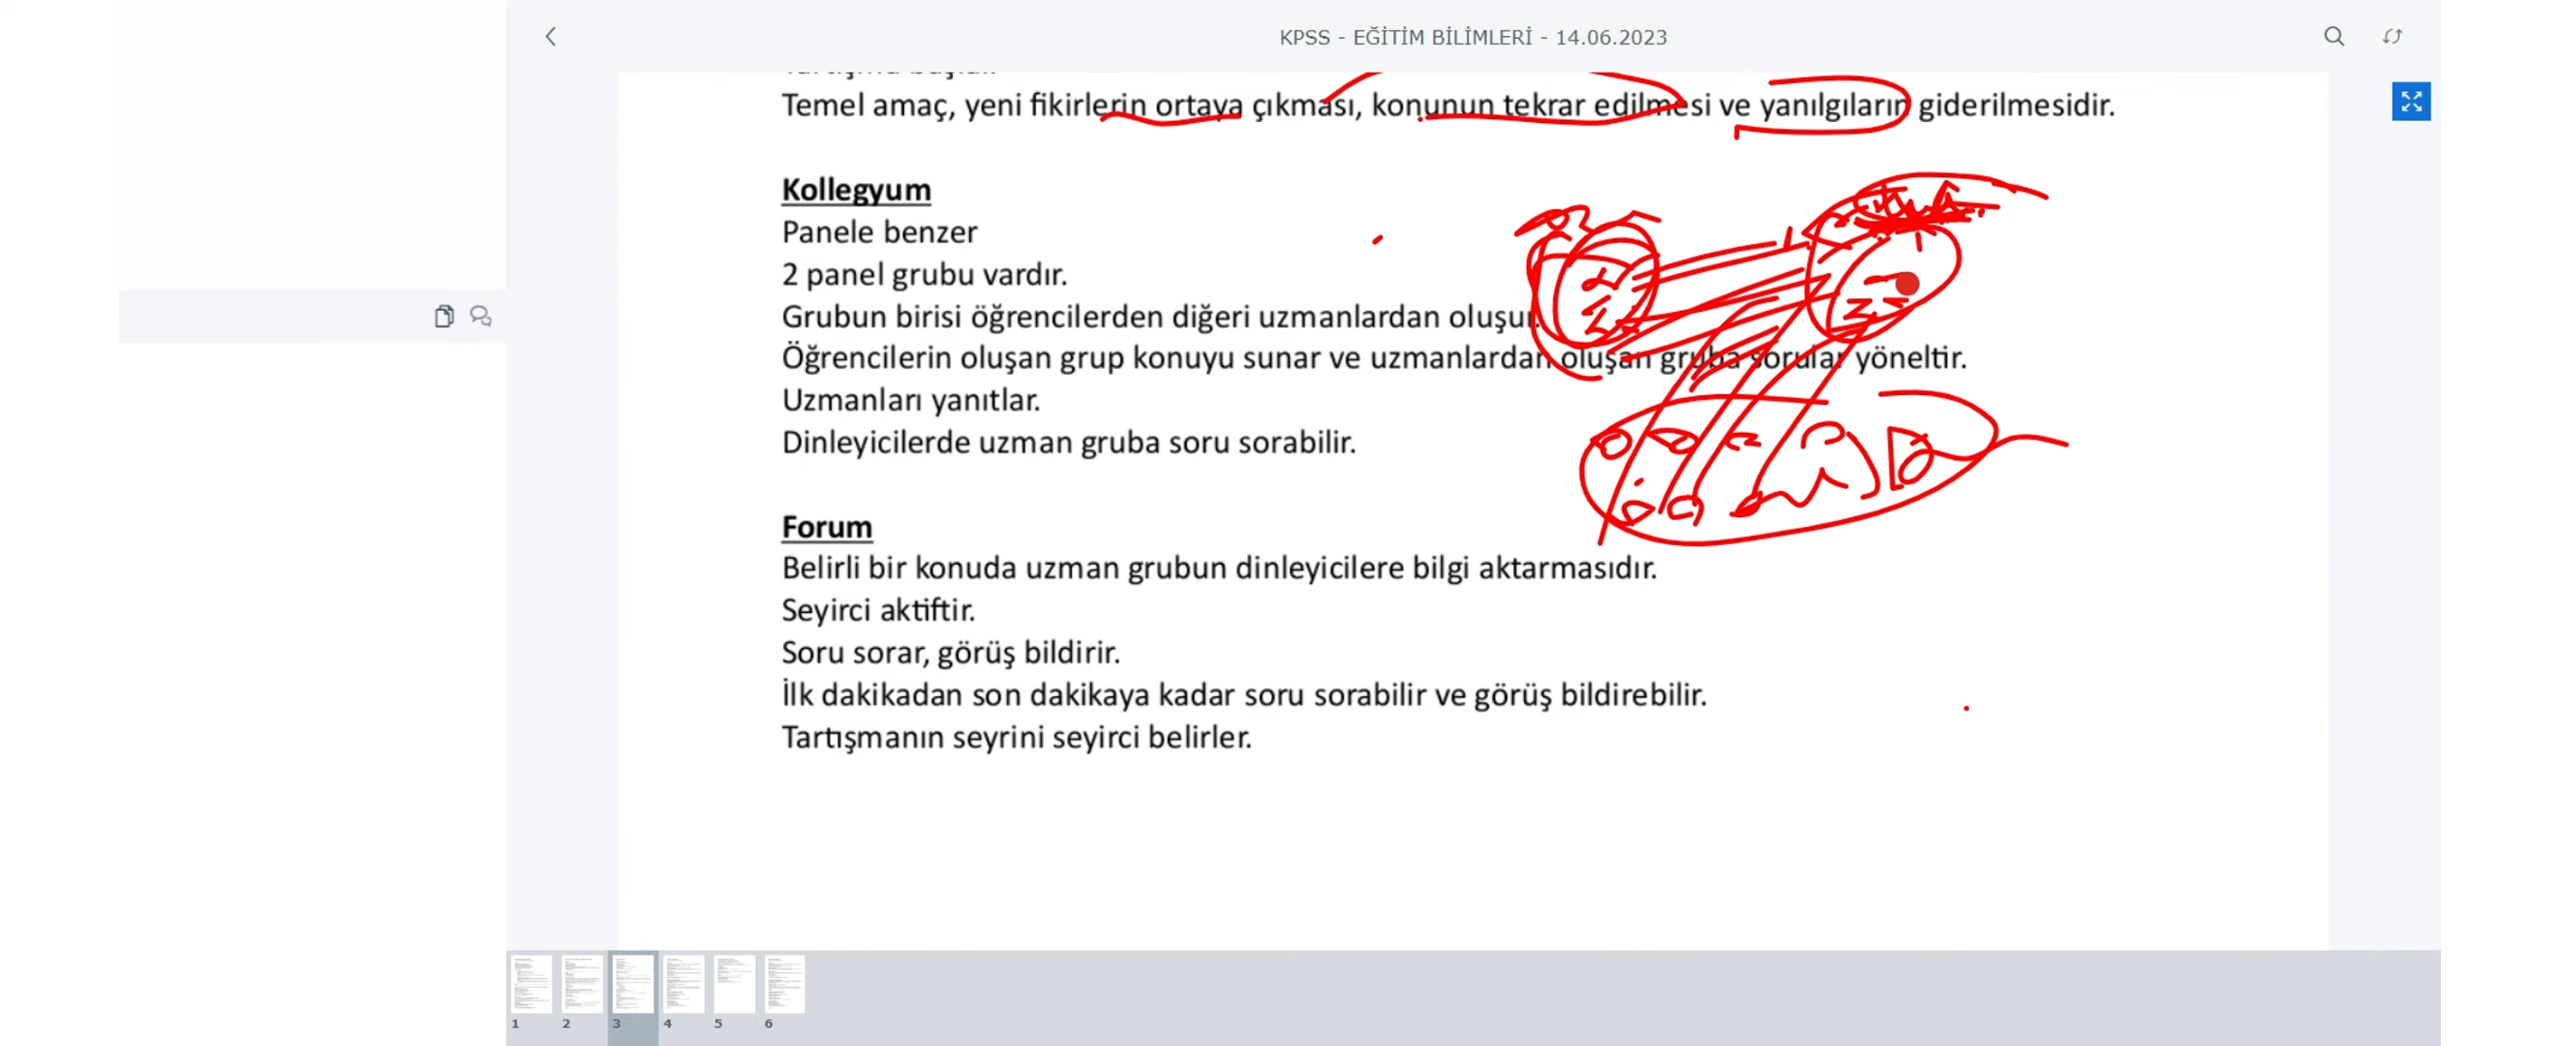 KPSS - EĞİTİM BİLİMLERİ - 14.06.2023
Temel amaç, yeni fikirlerin ortaya çıkması, konunun tekrar edilmesi ve yanılgıların giderilmesidir.
Kollegyum
Panele benzer
2 panel grubu vardır.
Grubun birisi öğrencilerden diğeri uzmanlardan oluşur.
Öğrencilerin oluşan grup konuyu sunar ve uzmanlardan oluşan gruba sorular yöneltir.
Uzmanları yanıtlar.
Dinleyicilerde uzman gruba soru sorabilir.
Forum
Belirli bir konuda uzman grubun dinleyicilere bilgi aktarmasıdır.
Seyirci aktiftir.
Soru sorar, görüş bildirir.
İlk dakikadan son dakikaya kadar soru sorabilir ve görüş bildirebilir.
Tartışmanın seyrini seyirci belirler.
1 2 3 4 5 6